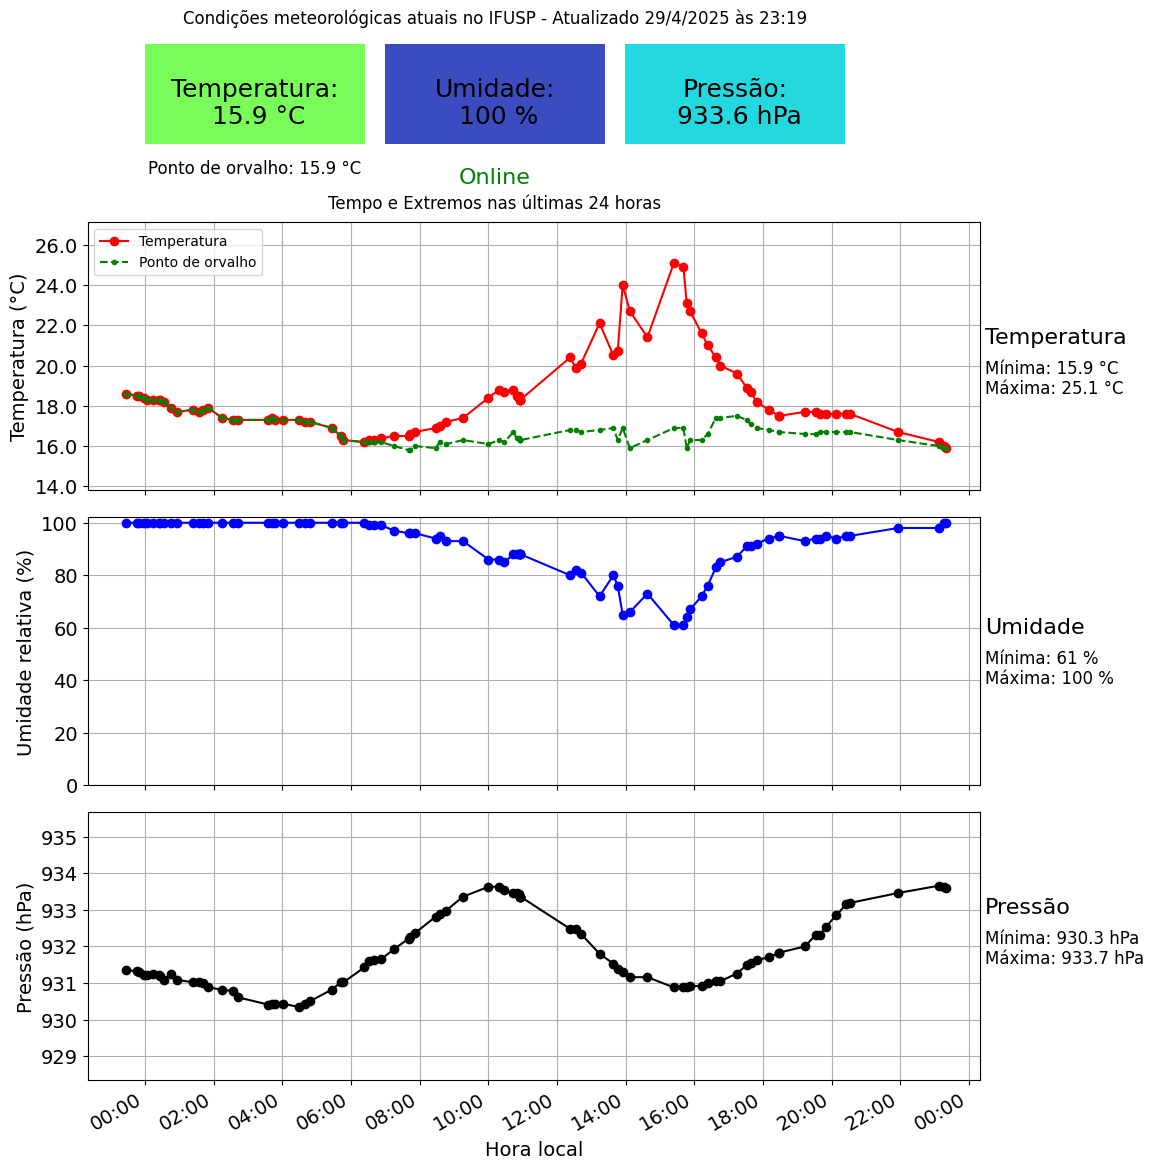 Condições meteorológicas atuais no IFUSP - Atualizado 29/4/2025 às 23:19
Temperatura:
15.9 °C
Umidade:
100 %
Pressão:
933.6 hPa
Ponto de orvalho: 15.9 °C
Online
Tempo e Extremos nas últimas 24 horas
Temperatura (°C)
26.0
24.0
22.0
20.0
18.0
16.0
14.0
Temperatura
Ponto de orvalho
Temperatura
Mínima: 15.9 °C
Máxima: 25.1 °C
Umidade relativa (%)
100
80
60
40
20
0
Umidade
Mínima: 61 %
Máxima: 100 %
Pressão (hPa)
935
934
933
932
931
930
929
Pressão
Mínima: 930.3 hPa
Máxima: 933.7 hPa
00:00
02:00
04:00
06:00
08:00
10:00
12:00
14:00
16:00
18:00
20:00
22:00
00:00
Hora local